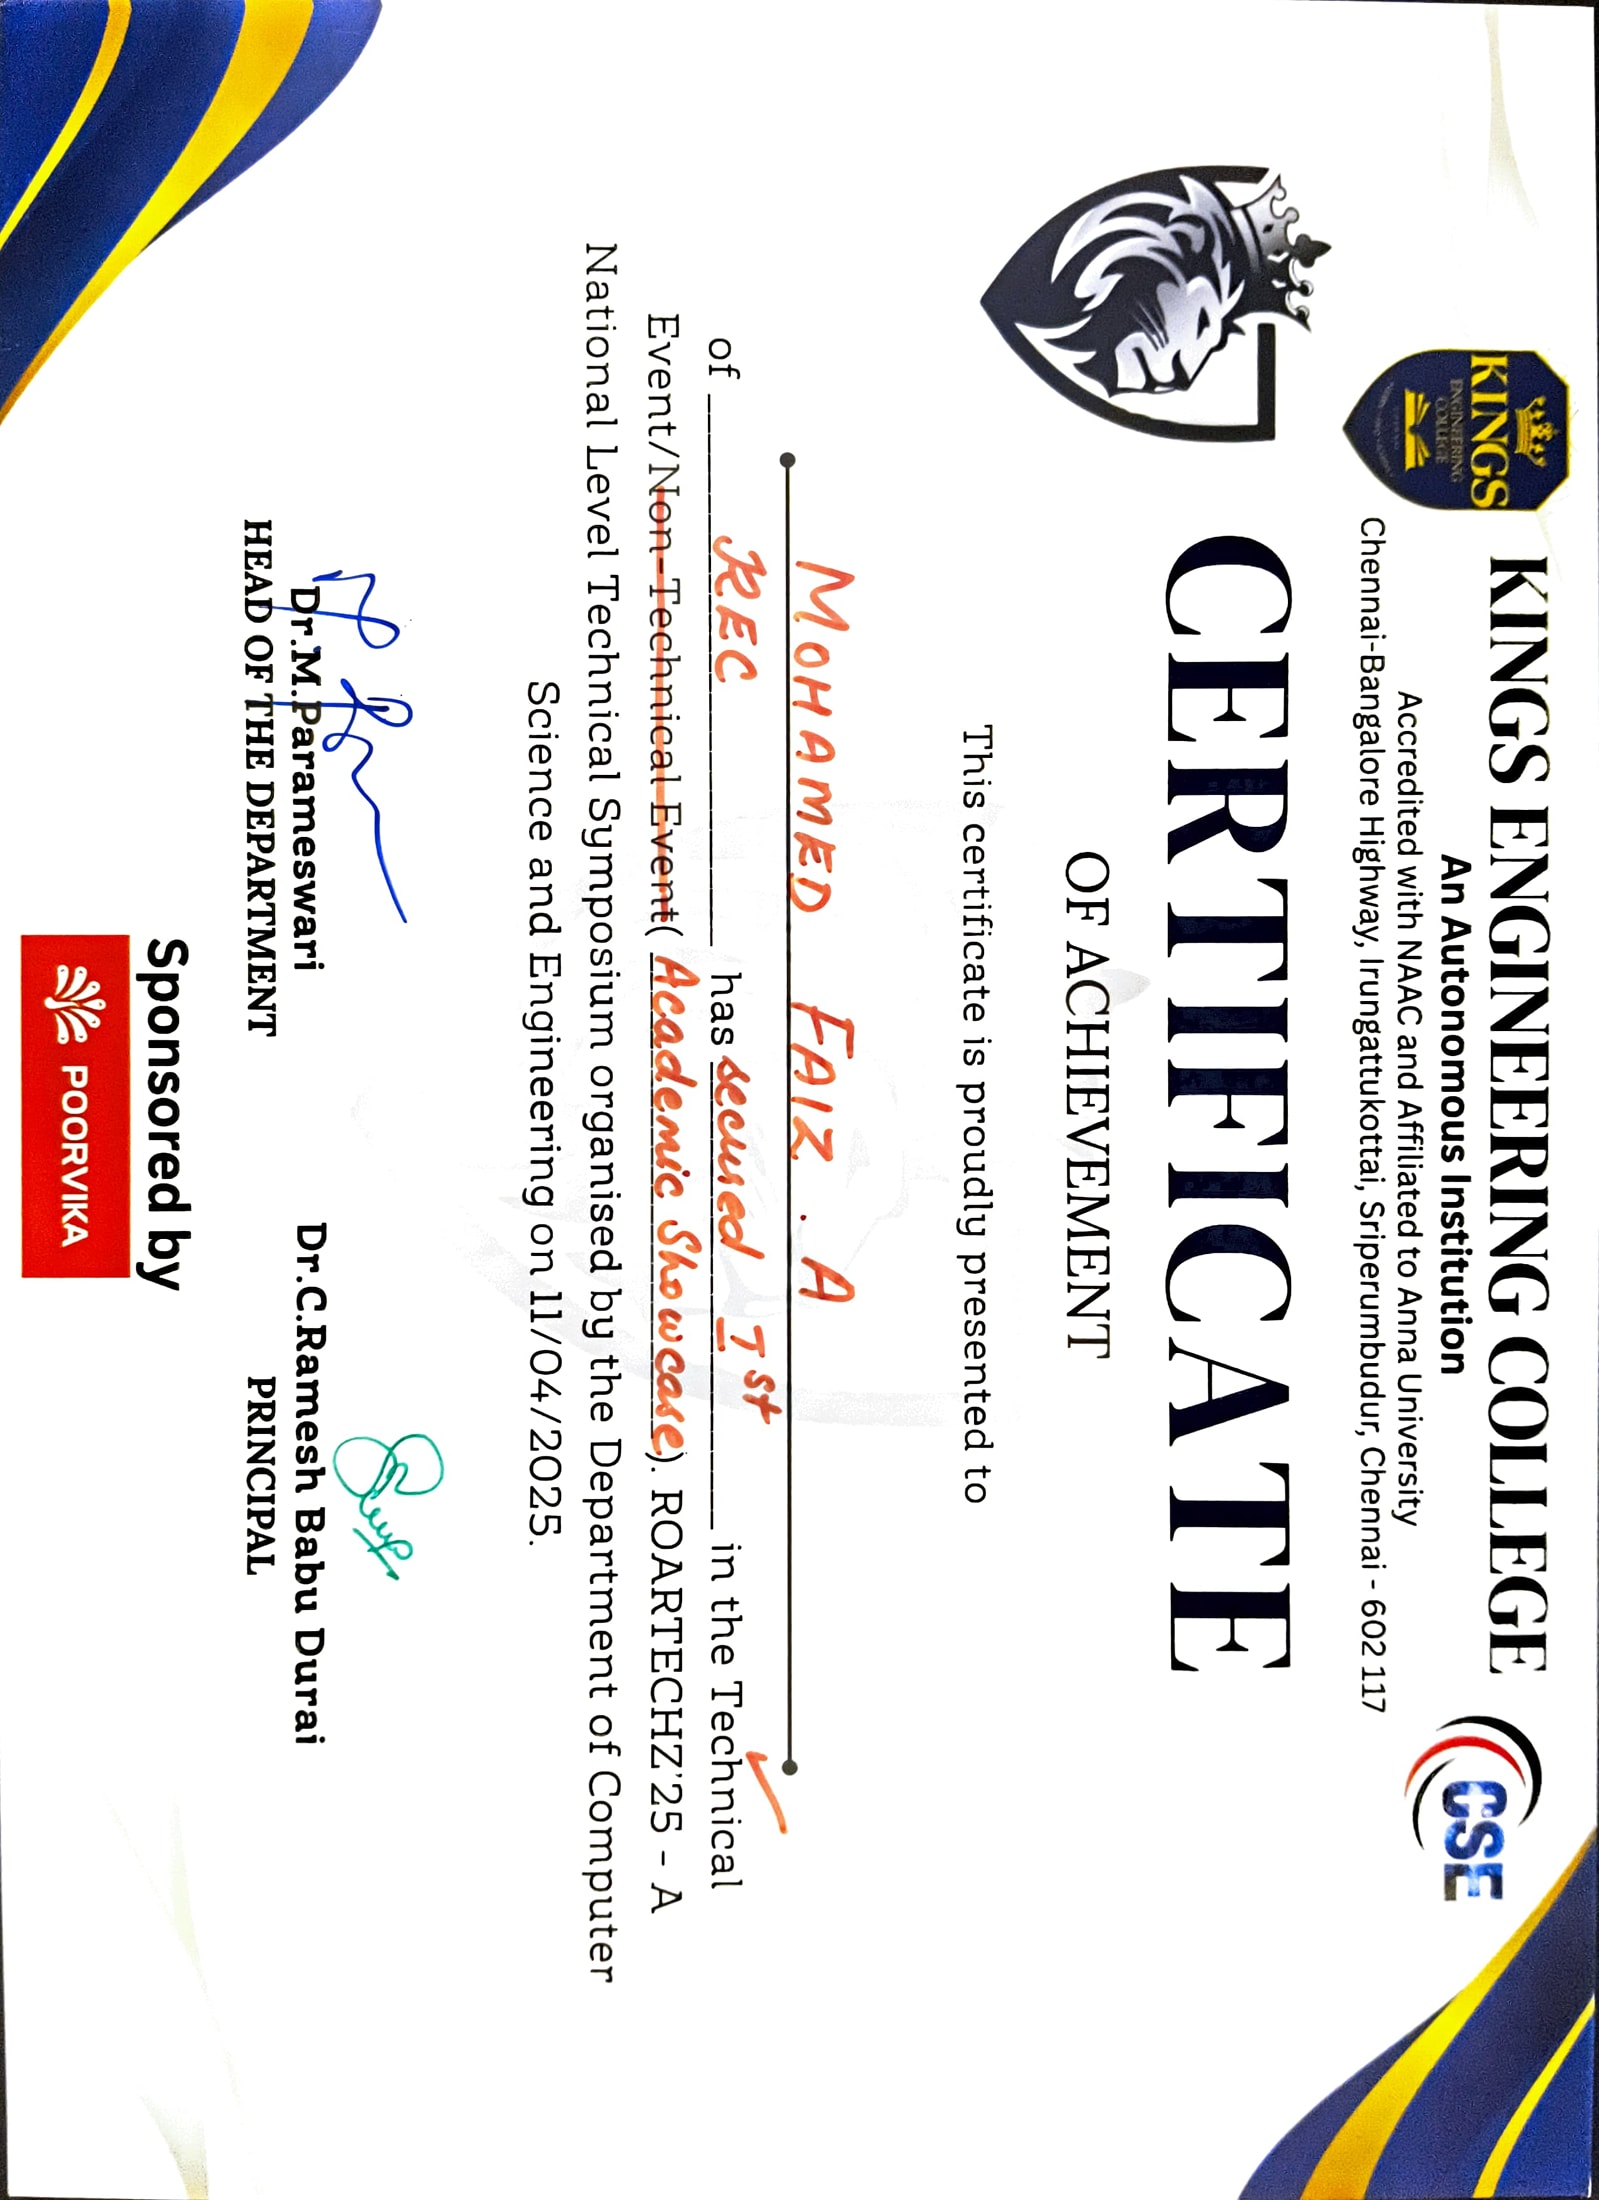 KINGS
ENGINEERING
COLLEGE
KINGS ENGINEERING COLLEGE
CSE
An Autonomous Institution
Accredited with NAAC and Affiliated to Anna University
Chennai-Bangalore Highway, Irungattukottai, Sriperumbudur, Chennai - 602 117
CERTIFICATE
OF ACHIEVEMENT
This certificate is proudly presented to
MOHAMED FAIZ . A
of REC has secured Ist in the Technical
Event/Non-Technical Event( Academic Showcase). ROARTECHZ'25 - A
National Level Technical Symposium organised by the Department of Computer
Science and Engineering on 11/04/2025.
Dr.M.Parameswari Dr.C.Ramesh Babu Durai
HEAD OF THE DEPARTMENT PRINCIPAL
Sponsored by
POORVIKA